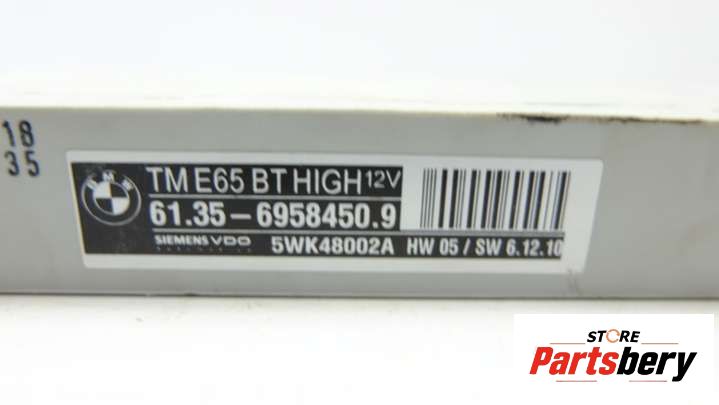 18
35
BMW
TM E65 BT HIGH 12V
61.35 - 6958450.9
SIEMENS VDO 5WK48002A HW 05 / SW 6.12.10
STORE
Partsbery